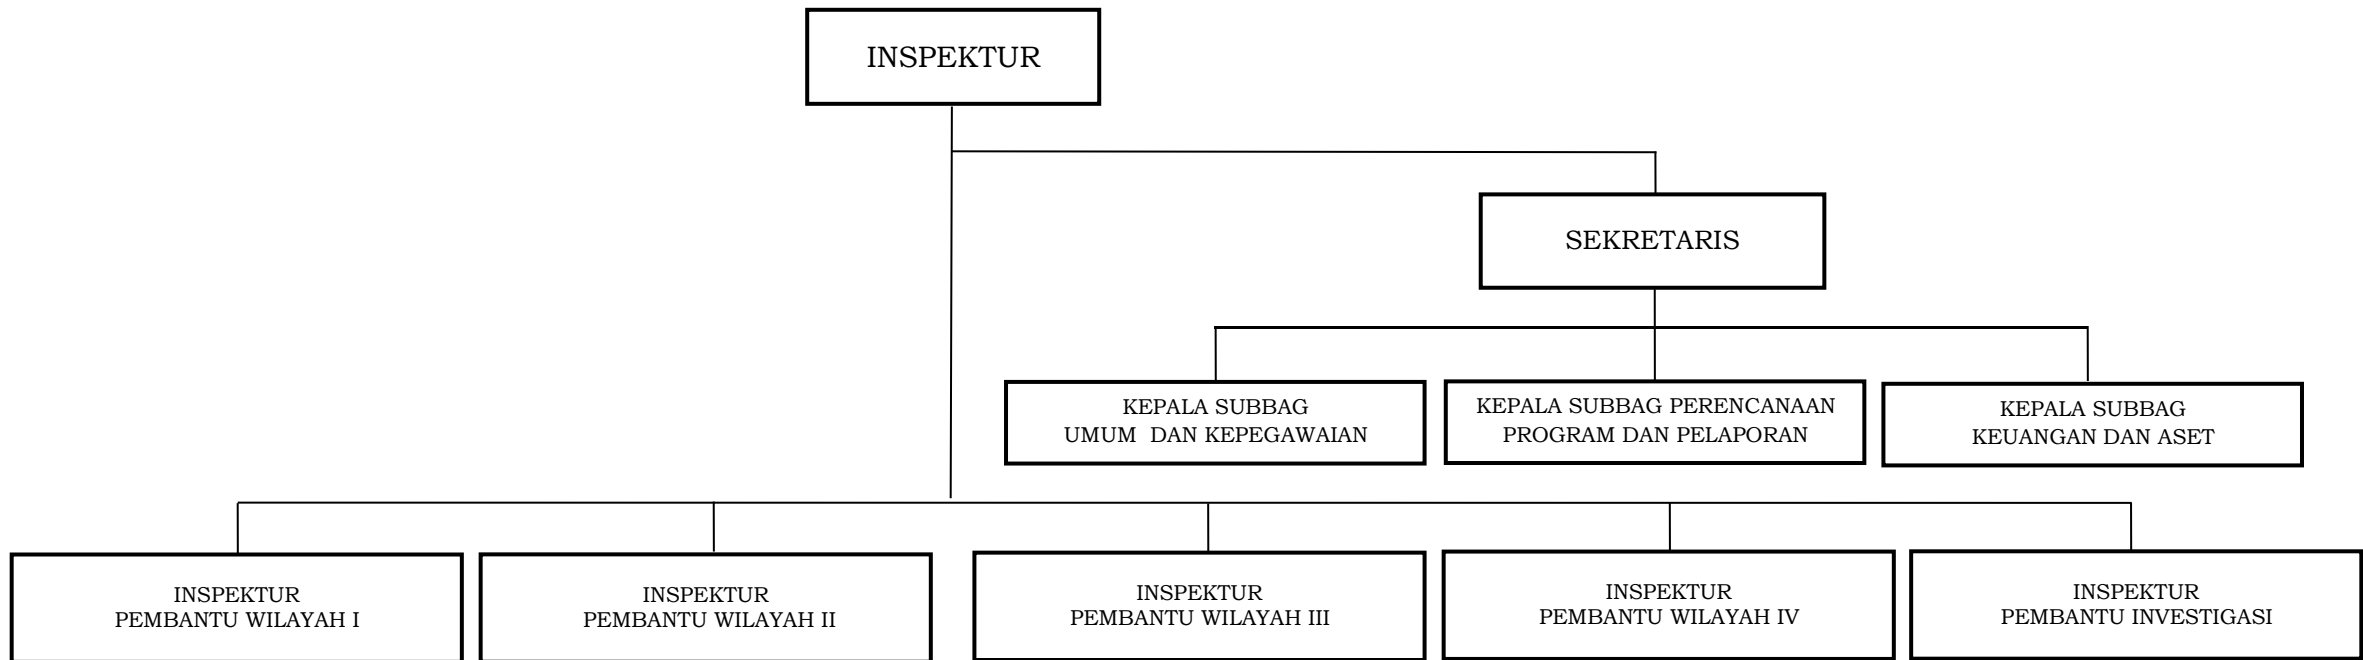 INSPEKTUR
SEKRETARIS
KEPALA SUBBAG
UMUM  DAN KEPEGAWAIAN
KEPALA SUBBAG PERENCANAAN
PROGRAM DAN PELAPORAN
KEPALA SUBBAG
KEUANGAN DAN ASET
INSPEKTUR
PEMBANTU WILAYAH I
INSPEKTUR
PEMBANTU WILAYAH II
INSPEKTUR
PEMBANTU WILAYAH III
INSPEKTUR
PEMBANTU WILAYAH IV
INSPEKTUR
PEMBANTU INVESTIGASI